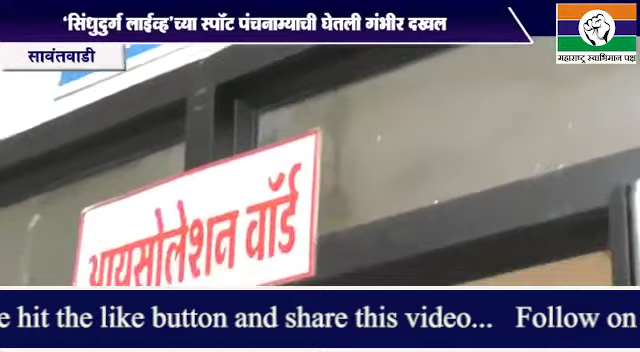 ‘सिंधुदुर्ग लाईव्ह’च्या स्पॉट पंचनाम्याची घेतली गंभीर दखल
सावंतवाडी
महाराष्ट्र स्वाभिमान पक्ष
आयसोलेशन वॉर्ड
e hit the like button and share this video... Follow on